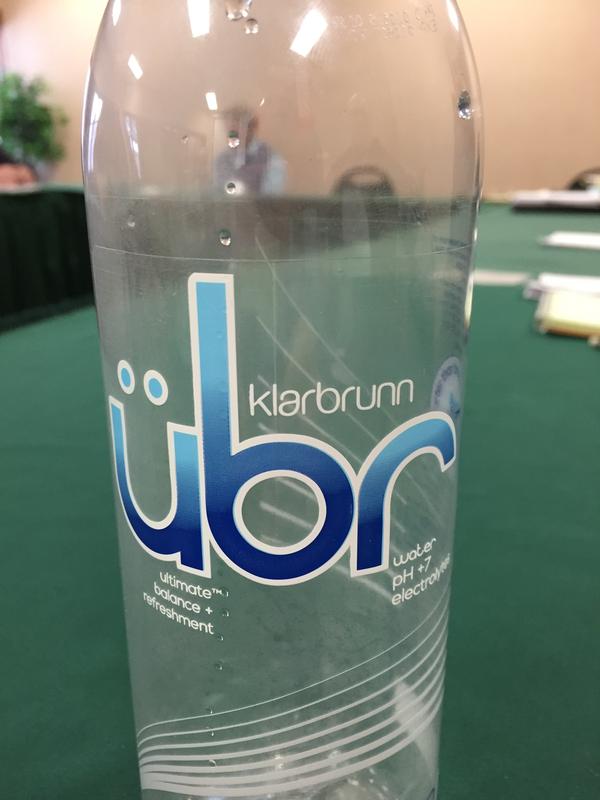 klarbrunn
übr
ultimate™
balance +
refreshment
water
pH +7
electrolytes